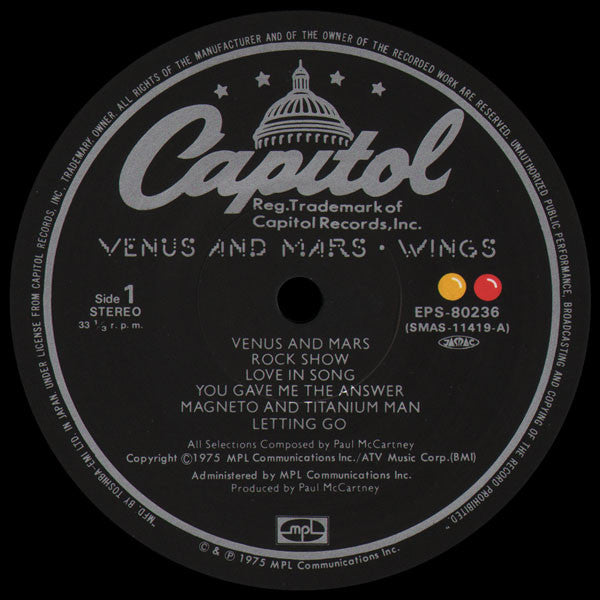 "MFD BY TOSHIBA-EMI LTD IN JAPAN UNDER LICENSE FROM CAPITOL RECORDS, INC., TRADEMARK OWNER. ALL RIGHTS OF THE MANUFACTURER AND OF THE OWNER OF THE RECORDED WORK ARE RESERVED. UNAUTHORIZED PUBLIC PERFORMANCE, BROADCASTING AND COPYING OF THE RECORD PROHIBITED."
Capitol
Reg.Trademark of
Capitol Records,Inc.
VENUS AND MARS • WINGS
Side 1
STEREO
33 1/3 r.p.m.
EPS-80236
(SMAS-11419-A)
JASRAC
VENUS AND MARS
ROCK SHOW
LOVE IN SONG
YOU GAVE ME THE ANSWER
MAGNETO AND TITANIUM MAN
LETTING GO
All Selections Composed by Paul McCartney
Copyright ©1975 MPL Communications Inc./ATV Music Corp.(BMI)
Administered by MPL Communications Inc.
Produced by Paul McCartney
mpl
© & ℗ 1975 MPL Communications Inc.